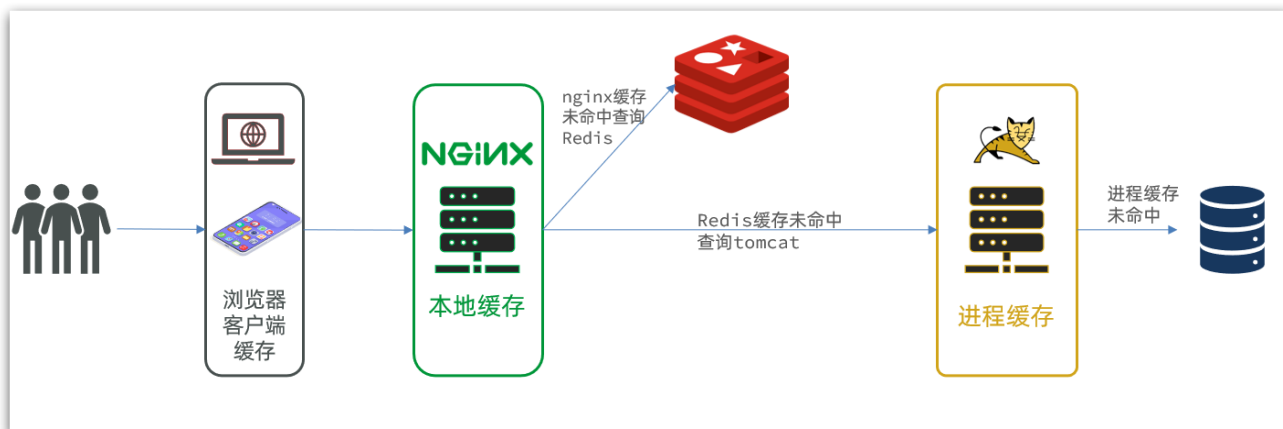 nginx缓存
未命中查询
Redis
NGINX
Redis缓存未命中
查询tomcat
进程缓存
未命中
浏览器
客户端
缓存
本地缓存
进程缓存